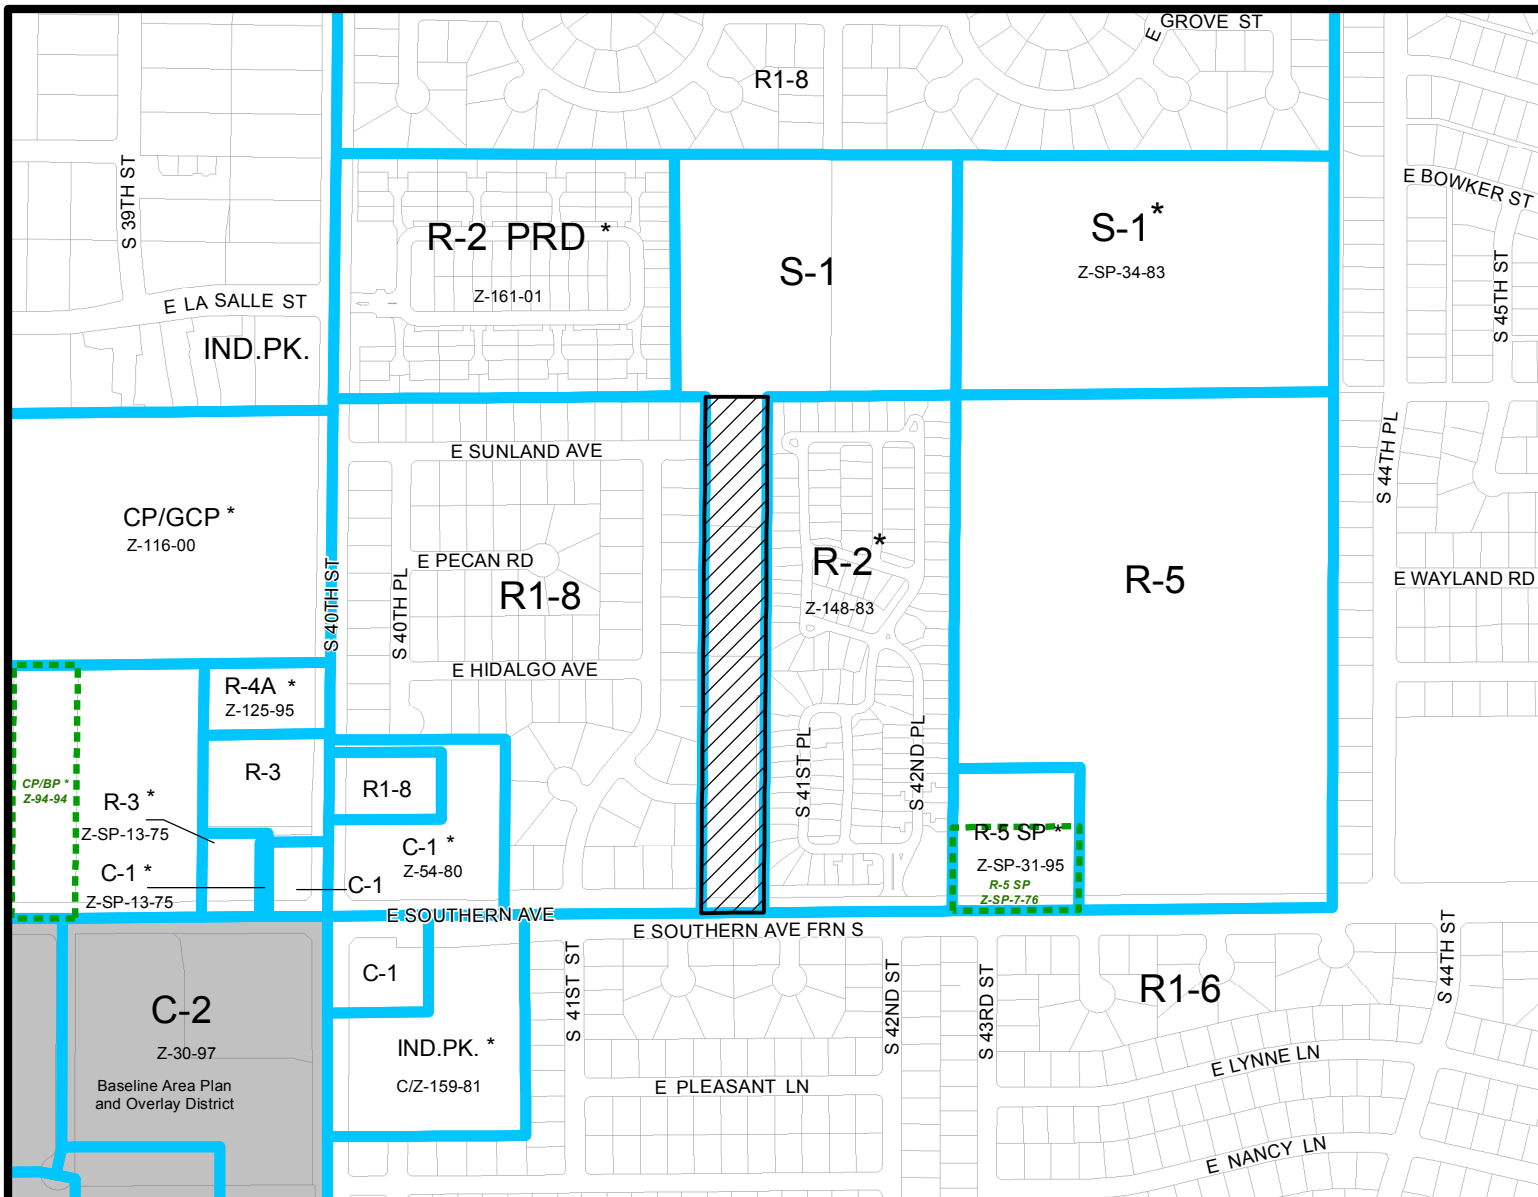 E GROVE ST
R1-8
S 39TH ST
E BOWKER ST
R-2 PRD *
Z-161-01
S-1
S-1*
Z-SP-34-83
E LA SALLE ST
S 45TH ST
IND.PK.
E SUNLAND AVE
S 44TH PL
CP/GCP *
Z-116-00
E PECAN RD
R1-8
R-2*
Z-148-83
R-5
E WAYLAND RD
S 40TH ST
S 40TH PL
E HIDALGO AVE
R-4A *
Z-125-95
S 41ST PL
S 42ND PL
R-3
CP/BP *
Z-94-94
R-3 *
Z-SP-13-75
R1-8
C-1 *
Z-54-80
R-5 SP *
Z-SP-31-95
R-5 SP
Z-SP-7-76
C-1 *
Z-SP-13-75
C-1
E SOUTHERN AVE
E SOUTHERN AVE FRN S
S 41ST ST
S 42ND ST
S 43RD ST
S 44TH ST
C-1
R1-6
C-2
Z-30-97
Baseline Area Plan
and Overlay District
IND.PK. *
C/Z-159-81
E PLEASANT LN
E LYNNE LN
E NANCY LN